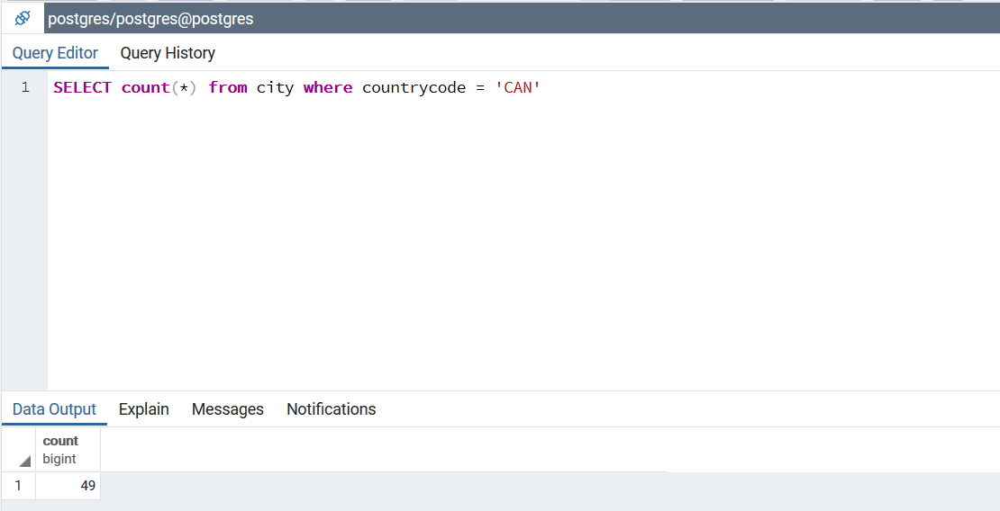 postgres/postgres@postgres
Query Editor Query History
1 SELECT count(*) from city where countrycode = 'CAN'
Data Output Explain Messages Notifications
count
bigint
1 49